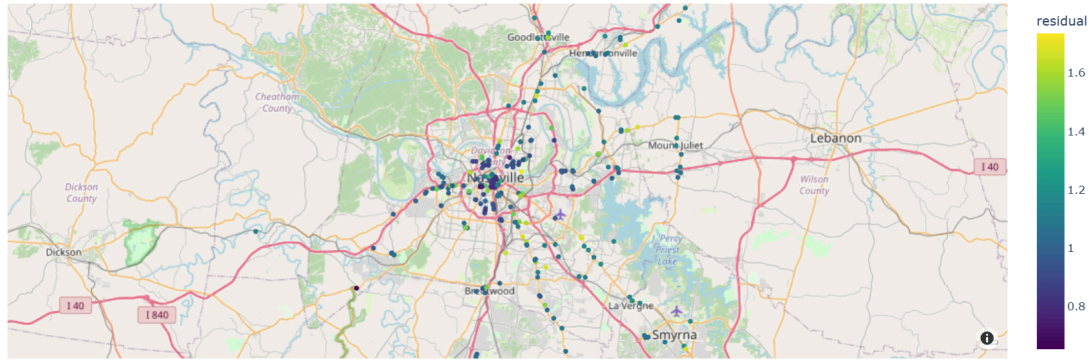 residual
Goodlettsville
Hendersonville
1.6
Cheatham
County
1.4
Lebanon
Mount Juliet
I 40
Nashville
Dickson
County
Wilson
County
1.2
J. Percy
Priest
Lake
1
Dickson
Brentwood
I 40
I 840
La Vergne
0.8
Smyrna